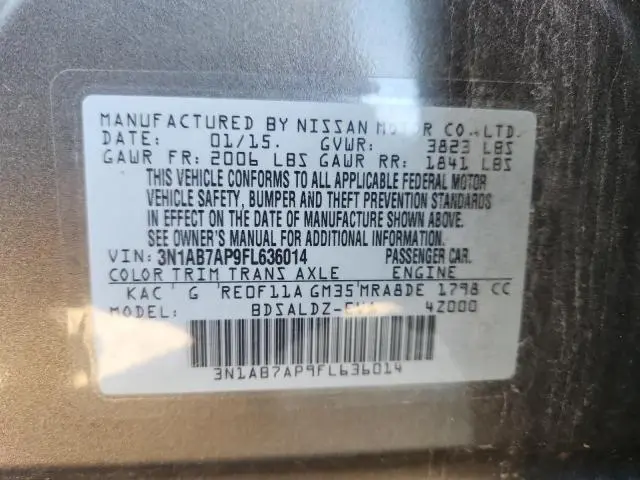 MANUFACTURED BY NISSAN MOTOR CO.,LTD.
DATE: 01/15. GVWR: 3823 LBS
GAWR FR: 2006 LBS GAWR RR: 1841 LBS
THIS VEHICLE CONFORMS TO ALL APPLICABLE FEDERAL MOTOR
VEHICLE SAFETY, BUMPER AND THEFT PREVENTION STANDARDS
IN EFFECT ON THE DATE OF MANUFACTURE SHOWN ABOVE.
SEE OWNER'S MANUAL FOR ADDITIONAL INFORMATION.
VIN: 3N1AB7AP9FL636014 PASSENGER CAR.
COLOR TRIM TRANS AXLE ENGINE
KAC G RE0F11A GM35 MRA8DE 1798 CC
MODEL: 4Z000
3N1AB7AP9FL636014